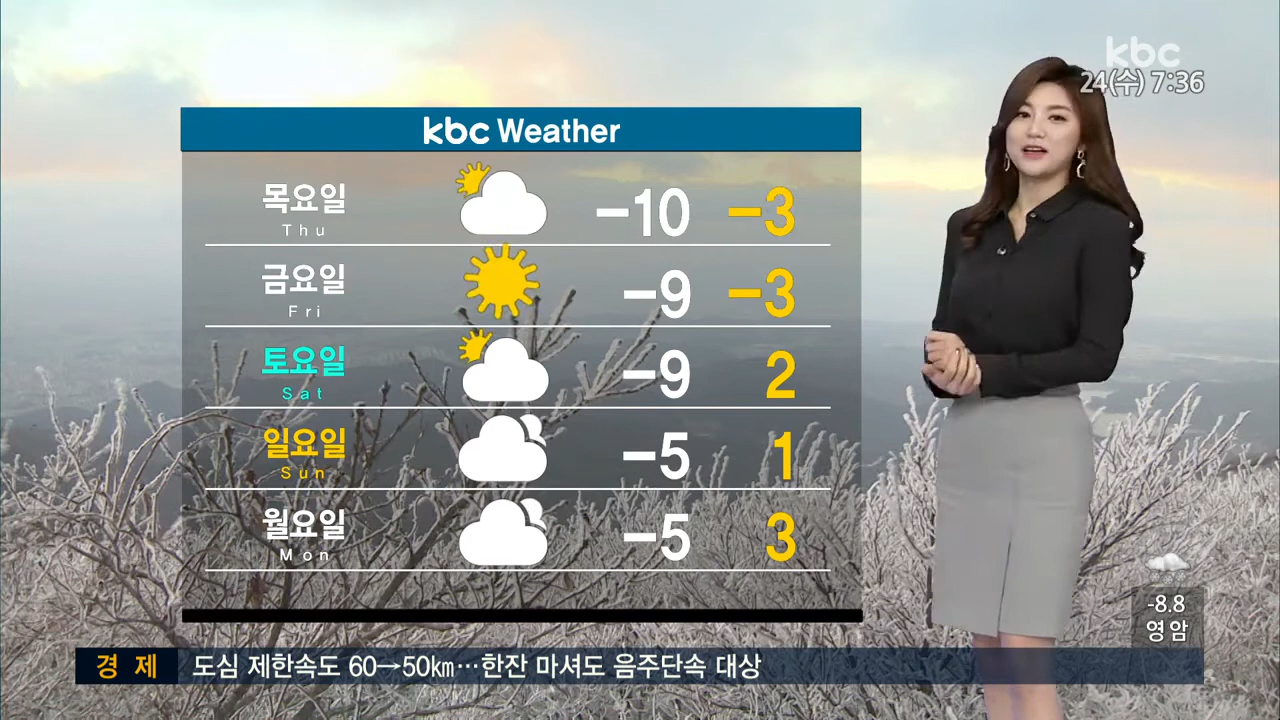 kbc
24(수) 7:36
kbc Weather
목요일 -10 -3
Thu
금요일 -9 -3
Fri
토요일 -9 2
Sat
일요일 -5 1
Sun
월요일 -5 3
Mon
-8.8
영암
경제 도심 제한속도 60→50km…한잔 마셔도 음주단속 대상